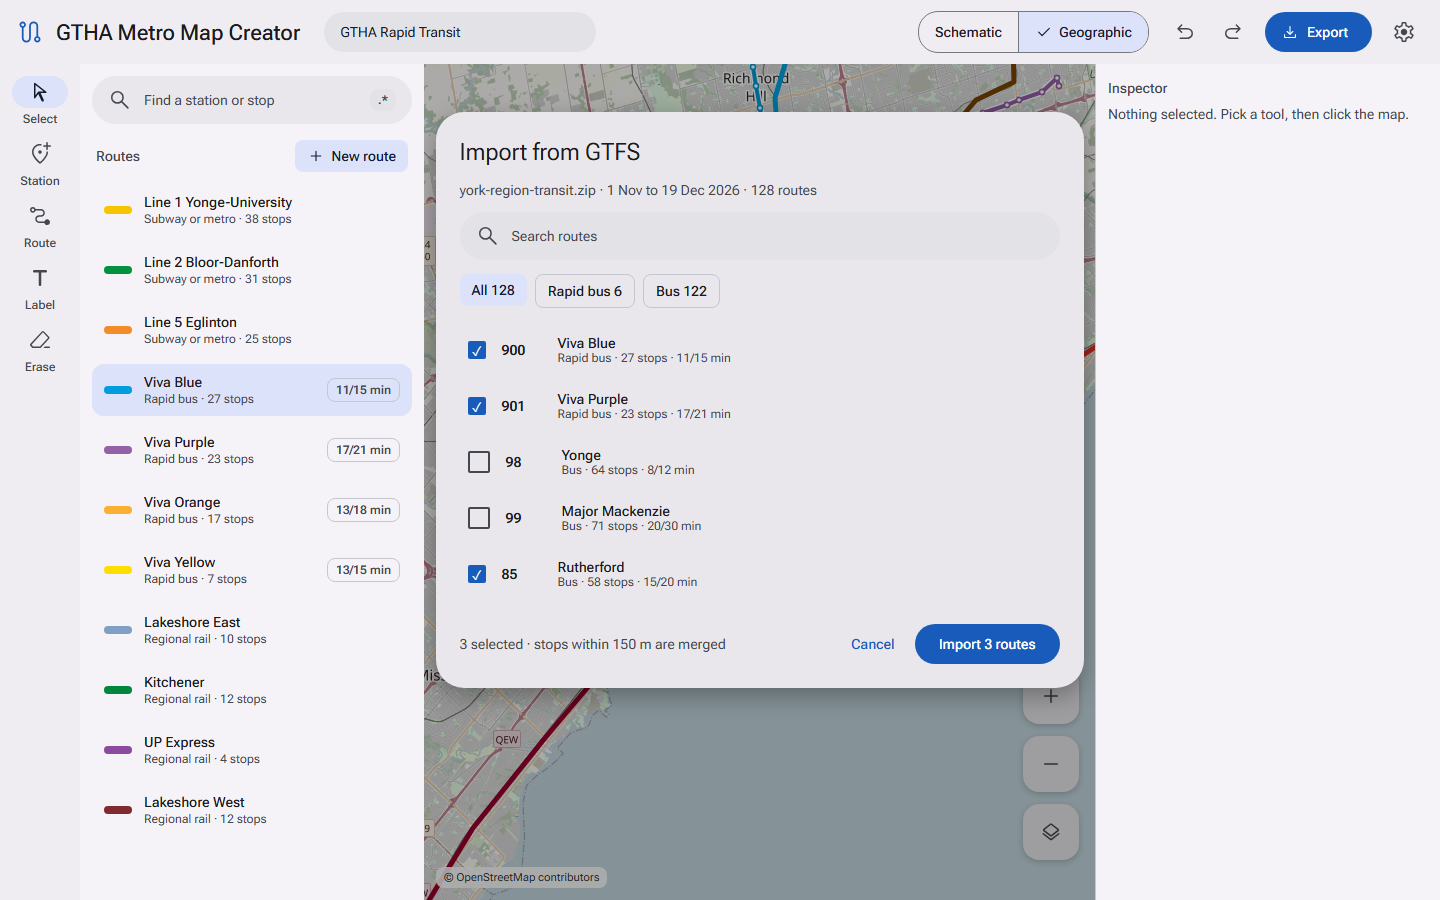 GTHA Metro Map Creator
GTHA Rapid Transit
Schematic
Geographic
Export
Select
Station
Route
Label
Erase
Find a station or stop
.*
Routes
New route
Line 1 Yonge-University
Subway or metro · 38 stops
Line 2 Bloor-Danforth
Subway or metro · 31 stops
Line 5 Eglinton
Subway or metro · 25 stops
Viva Blue
Rapid bus · 27 stops
11/15 min
Viva Purple
Rapid bus · 23 stops
17/21 min
Viva Orange
Rapid bus · 17 stops
13/18 min
Viva Yellow
Rapid bus · 7 stops
13/15 min
Lakeshore East
Regional rail · 10 stops
Kitchener
Regional rail · 12 stops
UP Express
Regional rail · 4 stops
Lakeshore West
Regional rail · 12 stops
Richmond
Hill
Import from GTFS
york-region-transit.zip · 1 Nov to 19 Dec 2026 · 128 routes
Search routes
All 128
Rapid bus 6
Bus 122
900
Viva Blue
Rapid bus · 27 stops · 11/15 min
901
Viva Purple
Rapid bus · 23 stops · 17/21 min
98
Yonge
Bus · 64 stops · 8/12 min
99
Major Mackenzie
Bus · 71 stops · 20/30 min
85
Rutherford
Bus · 58 stops · 15/20 min
3 selected · stops within 150 m are merged
Cancel
Import 3 routes
QEW
© OpenStreetMap contributors
Inspector
Nothing selected. Pick a tool, then click the map.